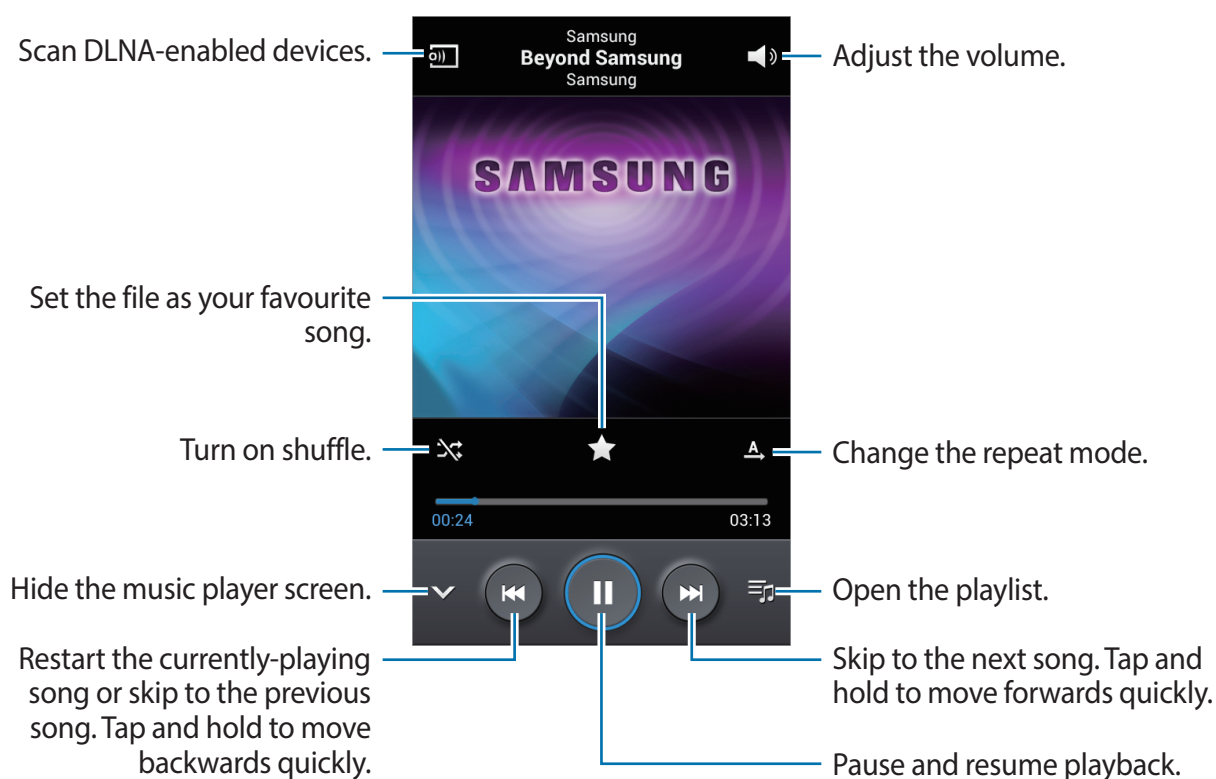 Scan DLNA-enabled devices.
Samsung
Beyond Samsung
Samsung
Adjust the volume.
SAMSUNG
Set the file as your favourite
song.
Turn on shuffle.
A
Change the repeat mode.
00:24
03:13
Hide the music player screen.
Open the playlist.
Restart the currently-playing
song or skip to the previous
song. Tap and hold to move
backwards quickly.
Skip to the next song. Tap and
hold to move forwards quickly.
Pause and resume playback.